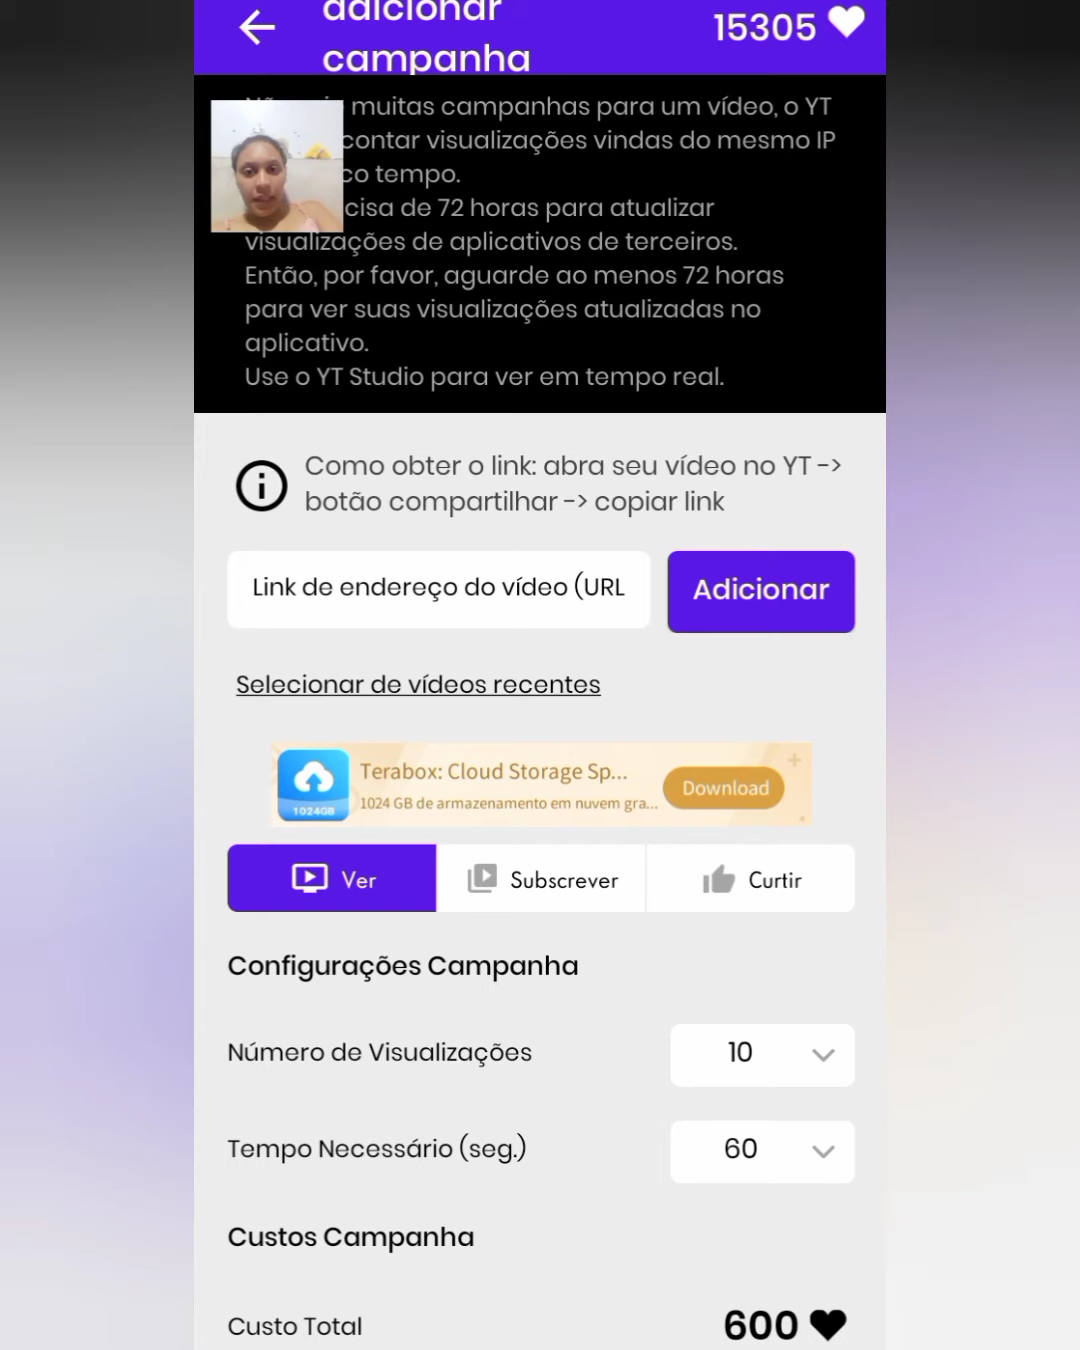 adicionar
campanha
15305
muitas campanhas para um vídeo, o YT
contar visualizações vindas do mesmo IP
co tempo.
cisa de 72 horas para atualizar
visualizações de aplicativos de terceiros.
Então, por favor, aguarde ao menos 72 horas
para ver suas visualizações atualizadas no
aplicativo.
Use o YT Studio para ver em tempo real.
Como obter o link: abra seu vídeo no YT ->
botão compartilhar -> copiar link
Link de endereço do vídeo (URL
Adicionar
Selecionar de vídeos recentes
Terabox: Cloud Storage Sp...
1024 GB de armazenamento em nuvem gra...
1024GB
Download
Ver
Subscrever
Curtir
Configurações Campanha
Número de Visualizações
10
Tempo Necessário (seg.)
60
Custos Campanha
Custo Total
600